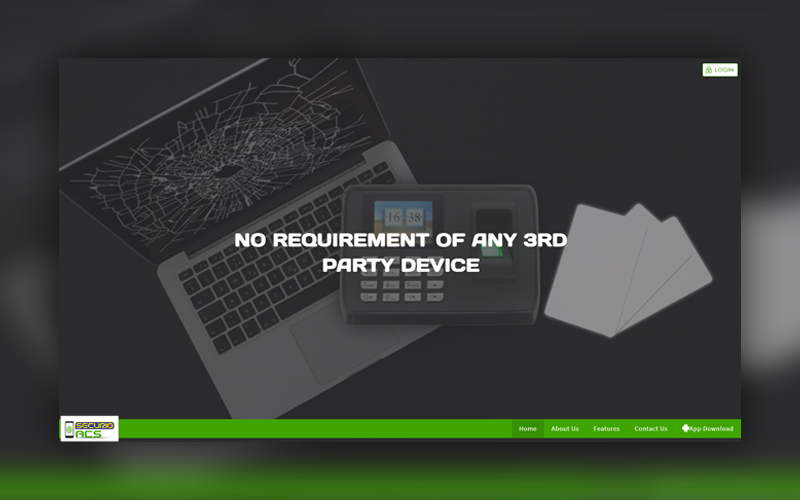 LOGIN
16 38
NO REQUIREMENT OF ANY 3RD
PARTY DEVICE
SECURIO
ACS
Home About Us Features Contact Us App Download